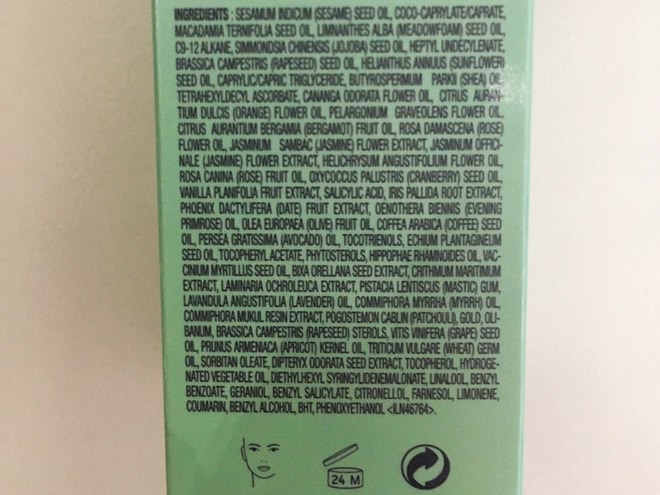 INGREDIENTS : SESAMUM INDICUM (SESAME) SEED OIL, COCO-CAPRYLATE/CAPRATE,
MACADAMIA TERNIFOLIA SEED OIL, LIMNANTHES ALBA (MEADOWFOAM) SEED OIL,
C9-12 ALKANE, SIMMONDSIA CHINENSIS (JOJOBA) SEED OIL, HEPTYL UNDECYLENATE,
BRASSICA CAMPESTRIS (RAPESEED) SEED OIL, HELIANTHUS ANNUUS (SUNFLOWER)
SEED OIL, CAPRYLIC/CAPRIC TRIGLYCERIDE, BUTYROSPERMUM PARKII (SHEA) OIL,
TETRAHEXYLDECYL ASCORBATE, CANANGA ODORATA FLOWER OIL, CITRUS AURAN-
TIUM DULCIS (ORANGE) FLOWER OIL, PELARGONIUM GRAVEOLENS FLOWER OIL,
CITRUS AURANTIUM BERGAMIA (BERGAMOT) FRUIT OIL, ROSA DAMASCENA (ROSE)
FLOWER OIL, JASMINUM SAMBAC (JASMINE) FLOWER EXTRACT, JASMINUM OFFICI-
NALE (JASMINE) FLOWER EXTRACT, HELICHRYSUM ANGUSTIFOLIUM FLOWER OIL,
ROSA CANINA (ROSE) FRUIT OIL, OXYCOCCUS PALUSTRIS (CRANBERRY) SEED OIL,
VANILLA PLANIFOLIA FRUIT EXTRACT, SALICYLIC ACID, IRIS PALLIDA ROOT EXTRACT,
PHOENIX DACTYLIFERA (DATE) FRUIT EXTRACT, OENOTHERA BIENNIS (EVENING
PRIMROSE) OIL, OLEA EUROPAEA (OLIVE) FRUIT OIL, COFFEA ARABICA (COFFEE) SEED
OIL, PERSEA GRATISSIMA (AVOCADO) OIL, TOCOTRIENOLS, ECHIUM PLANTAGINEUM
SEED OIL, TOCOPHERYL ACETATE, PHYTOSTEROLS, HIPPOPHAE RHAMNOIDES OIL, VAC-
CINIUM MYRTILLUS SEED OIL, BIXA ORELLANA SEED EXTRACT, CRITHMUM MARITIMUM
EXTRACT, LAMINARIA OCHROLEUCA EXTRACT, PISTACIA LENTISCUS (MASTIC) GUM,
LAVANDULA ANGUSTIFOLIA (LAVENDER) OIL, COMMIPHORA MYRRHA (MYRRH) OIL,
COMMIPHORA MUKUL RESIN EXTRACT, POGOSTEMON CABLIN (PATCHOULI), GOLD, OLI-
BANUM, BRASSICA CAMPESTRIS (RAPESEED) STEROLS, VITIS VINIFERA (GRAPE) SEED
OIL, PRUNUS ARMENIACA (APRICOT) KERNEL OIL, TRITICUM VULGARE (WHEAT) GERM
OIL, SORBITAN OLEATE, DIPTERYX ODORATA SEED EXTRACT, TOCOPHEROL, HYDROGE-
NATED VEGETABLE OIL, DIETHYLHEXYL SYRINGYLIDENEMALONATE, LINALOOL, BENZYL
BENZOATE, GERANIOL, BENZYL SALICYLATE, CITRONELLOL, FARNESOL, LIMONENE,
COUMARIN, BENZYL ALCOHOL, BHT, PHENOXYETHANOL <ILN46764>.
24 M